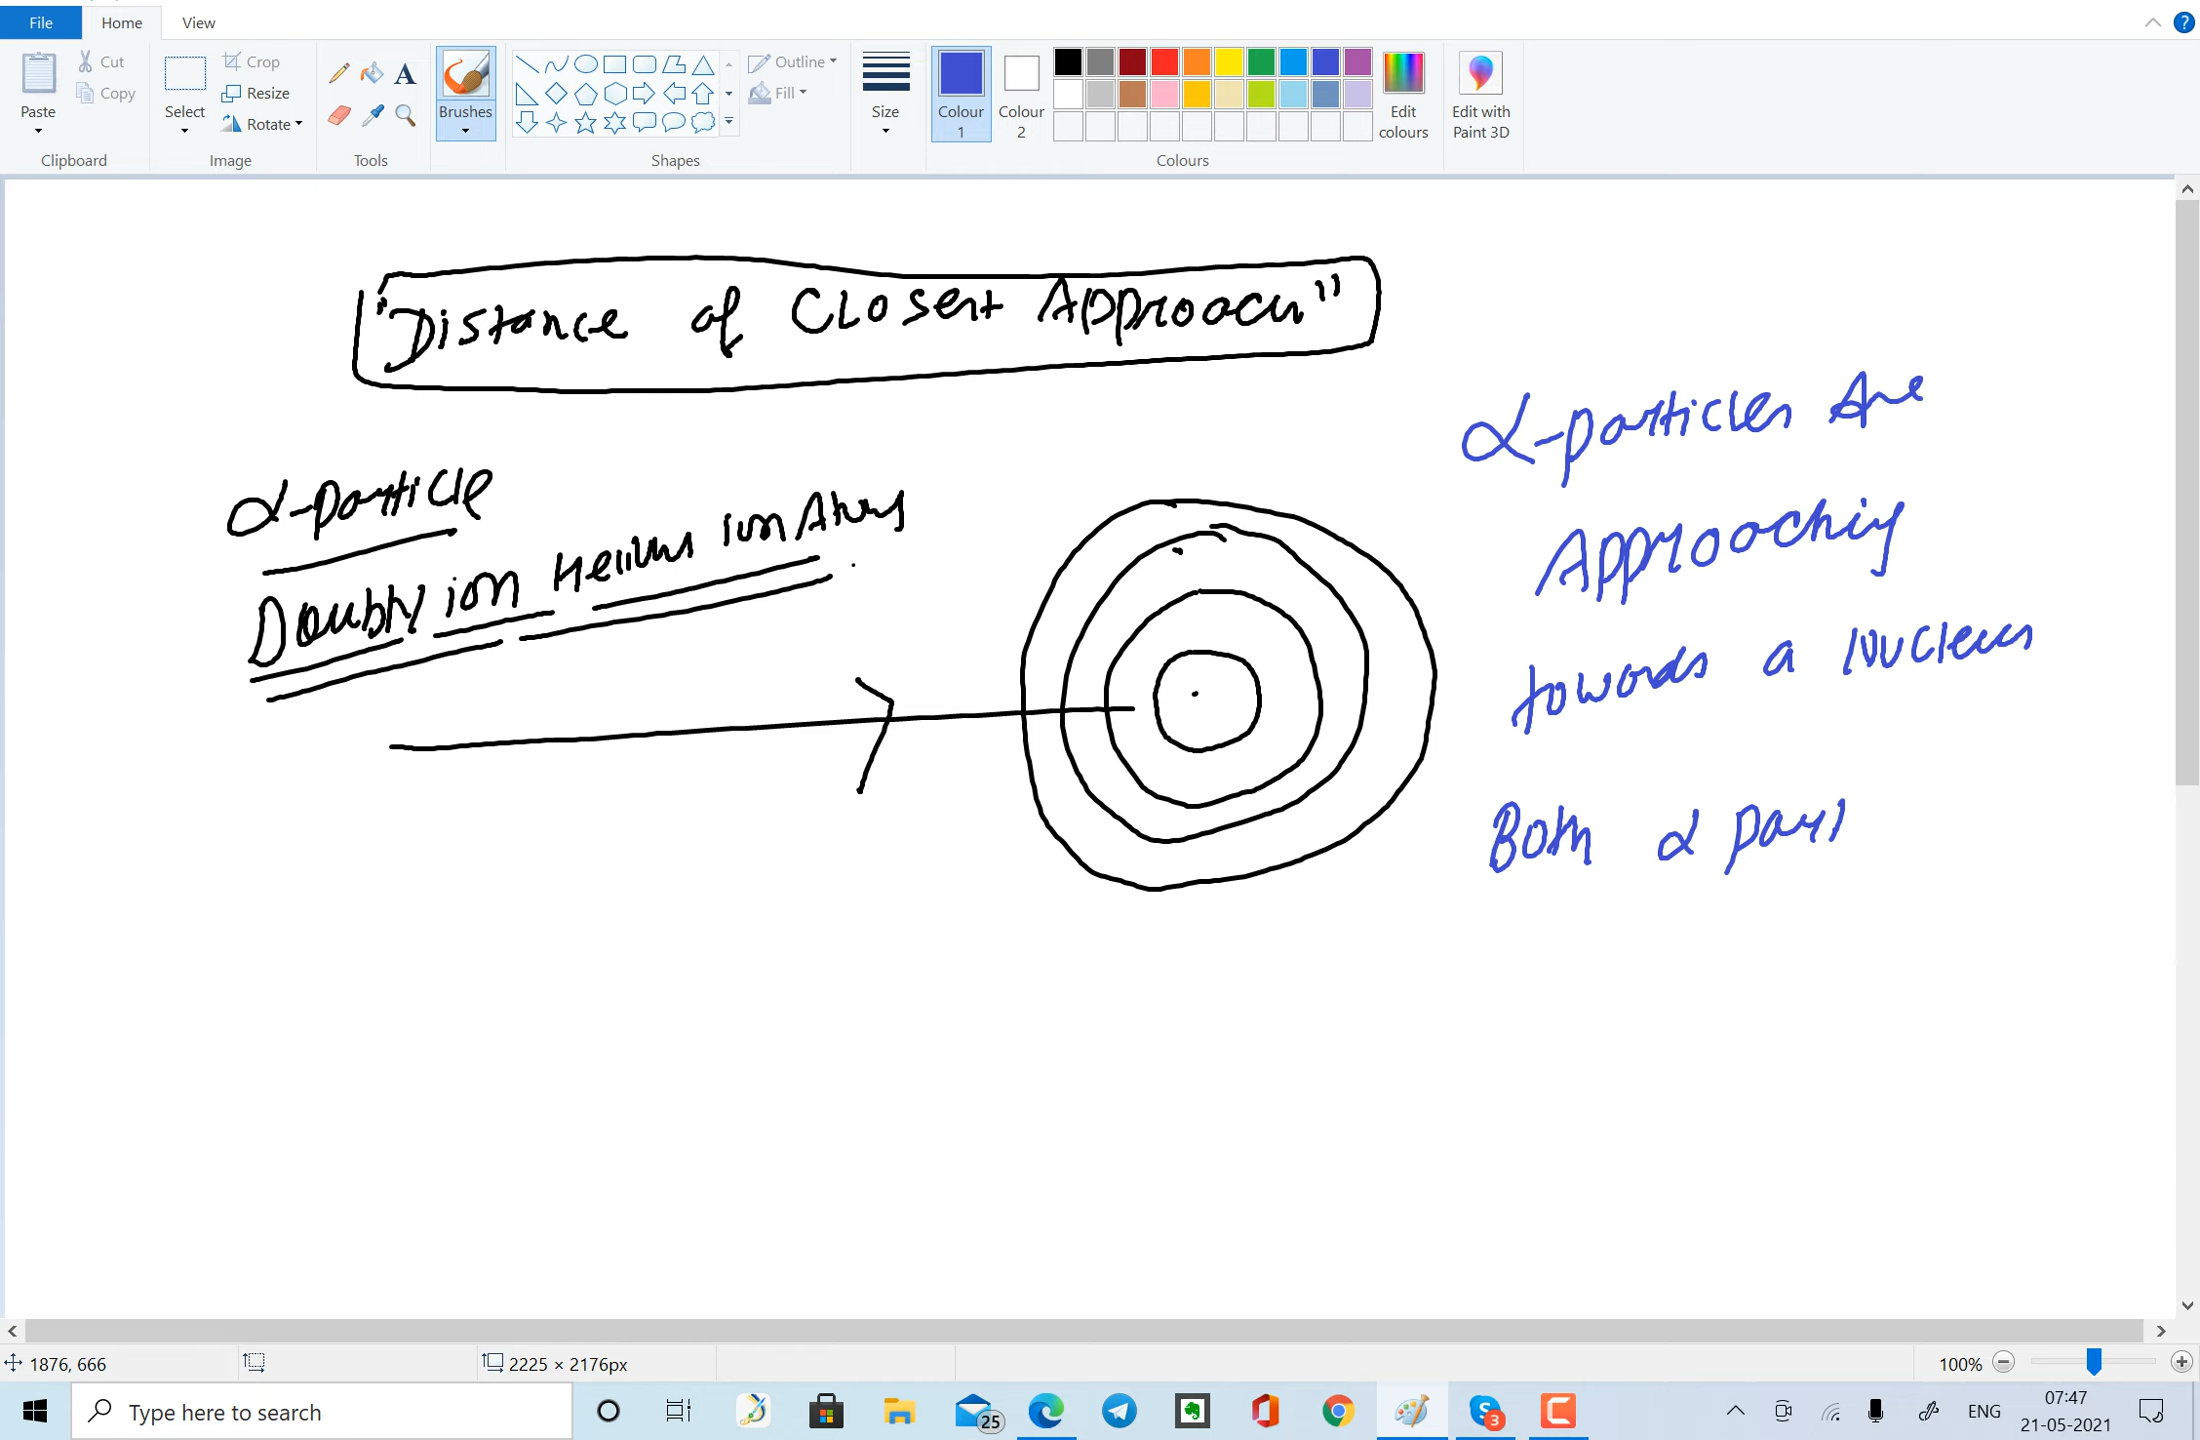 File Home View
Paste
Cut
Copy
Clipboard
Select
Crop
Resize
Rotate
Image
Tools
Brushes
Shapes
Outline
Fill
Size
Colour 1
Colour 2
Edit colours
Colours
Edit with Paint 3D
"Distance of Closest Approach"
α-particle
Doubly ion Helium ion
α-particles Are
Approaching
towards a Nucleus
Both α
1876, 666
2225 × 2176px
100%
Type here to search
25
3
ENG
07:47
21-05-2021